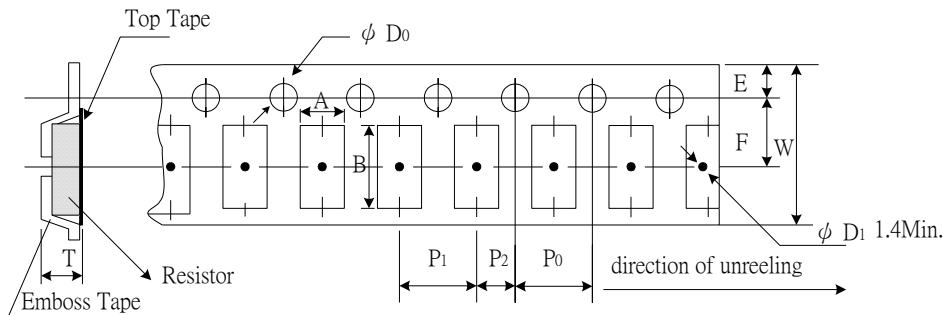 Top Tape
ψ D0
E
A
F
W
B
ψ D1 1.4Min.
T
P1
P2
P0
direction of unreeling
Resistor
Emboss Tape